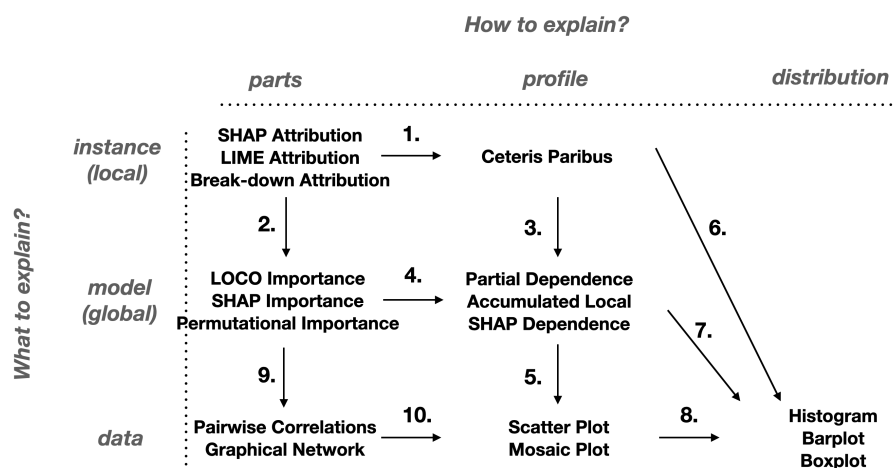 How to explain?
parts
profile
distribution
What to explain?
instance
(local)
SHAP Attribution
LIME Attribution
Break-down Attribution
1.
Ceteris Paribus
2.
3.
6.
model
(global)
LOCO Importance
SHAP Importance
Permutational Importance
4.
Partial Dependence
Accumulated Local
SHAP Dependence
7.
9.
5.
data
Pairwise Correlations
Graphical Network
10.
Scatter Plot
Mosaic Plot
8.
Histogram
Barplot
Boxplot